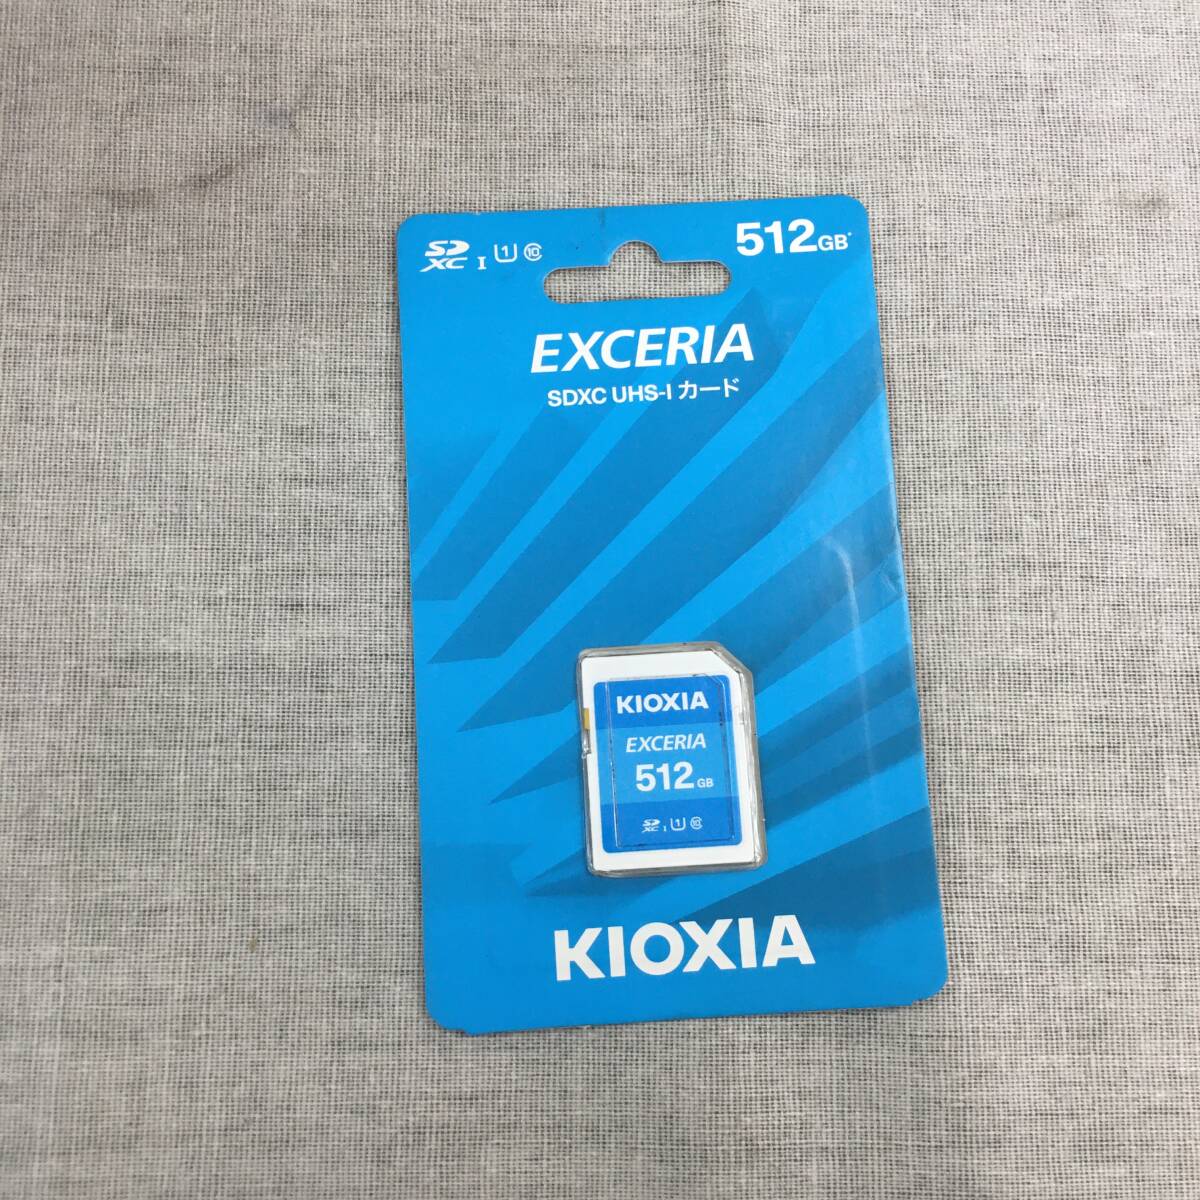 SD XC I U1 10
512GB*
EXCERIA
SDXC UHS-I カード
KIOXIA
EXCERIA
512GB
SD XC I U1 10
KIOXIA